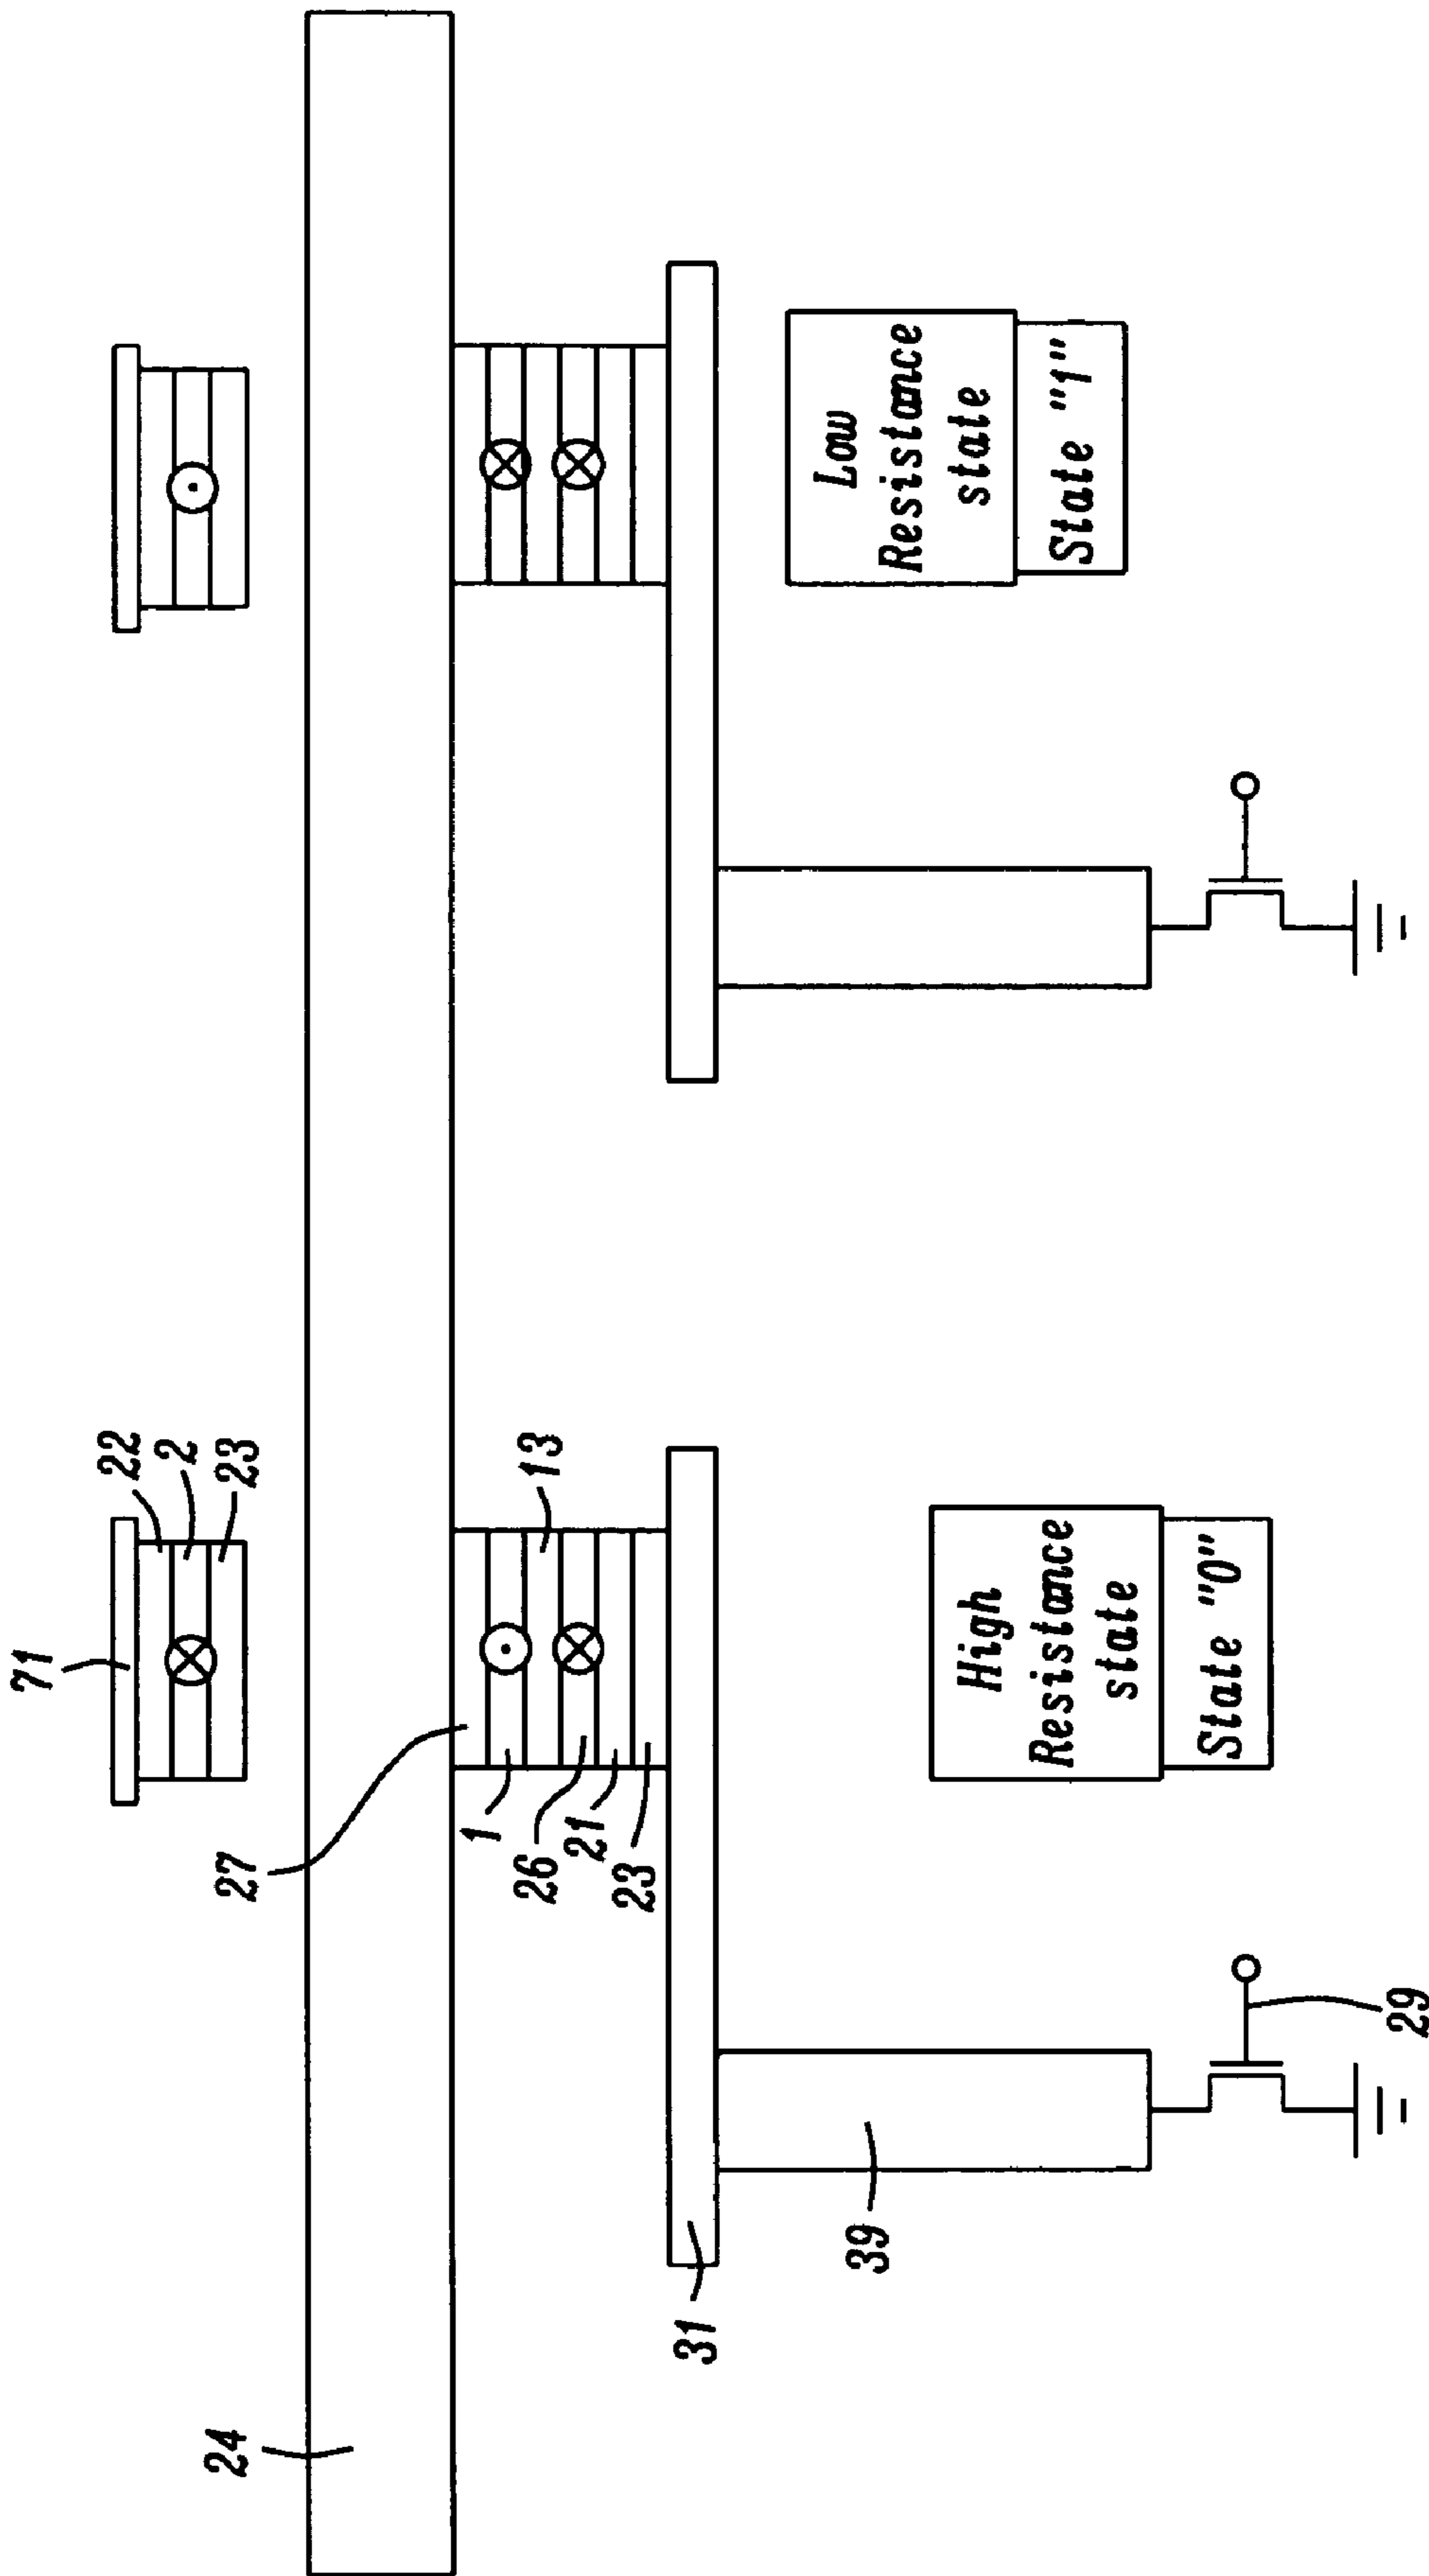 71
22
2
23
27
24
1
13
26
21
23
31
39
29
High
Resistance
state
State "0"
Low
Resistance
state
State "1"